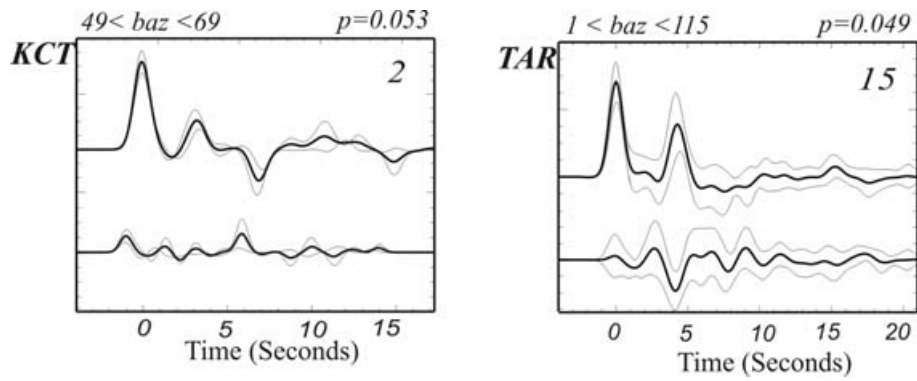 49< baz <69 p=0.053
KCT
2
0 5 10 15
Time (Seconds)
1 < baz <115 p=0.049
TAR
15
0 5 10 15 20
Time (Seconds)